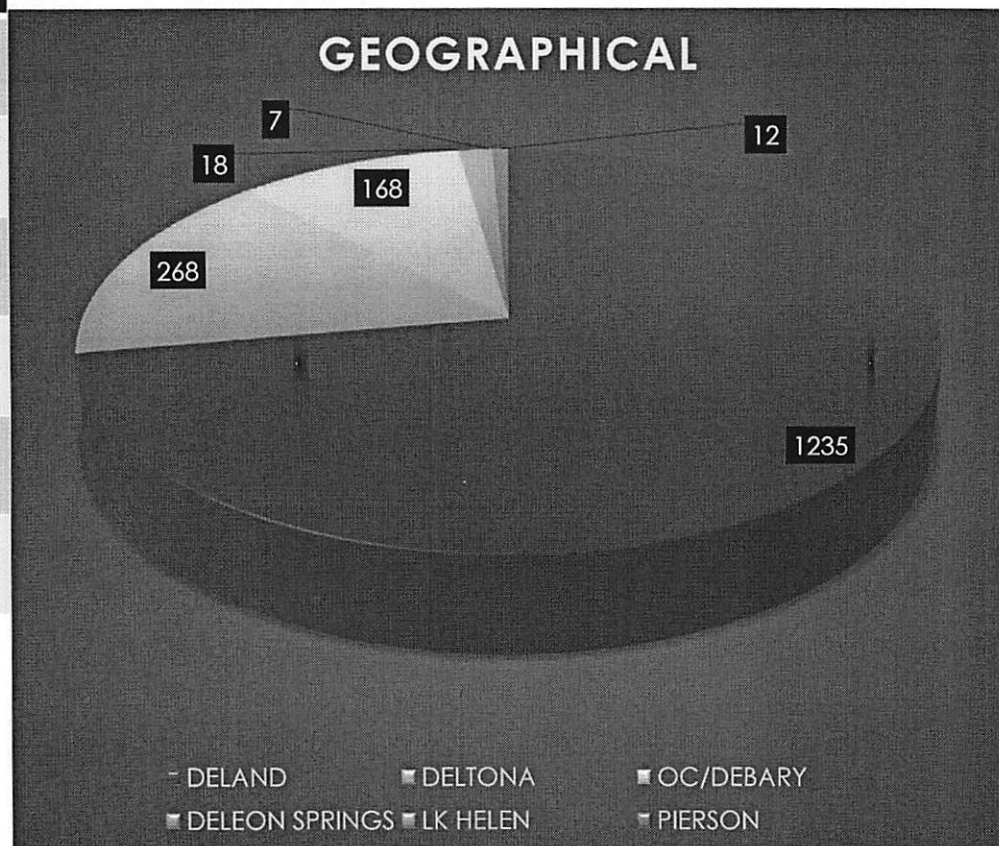 GEOGRAPHICAL
7
12
18
168
268
1235
DELAND
DELTONA
OC/DEBARY
DELEON SPRINGS
LK HELEN
PIERSON